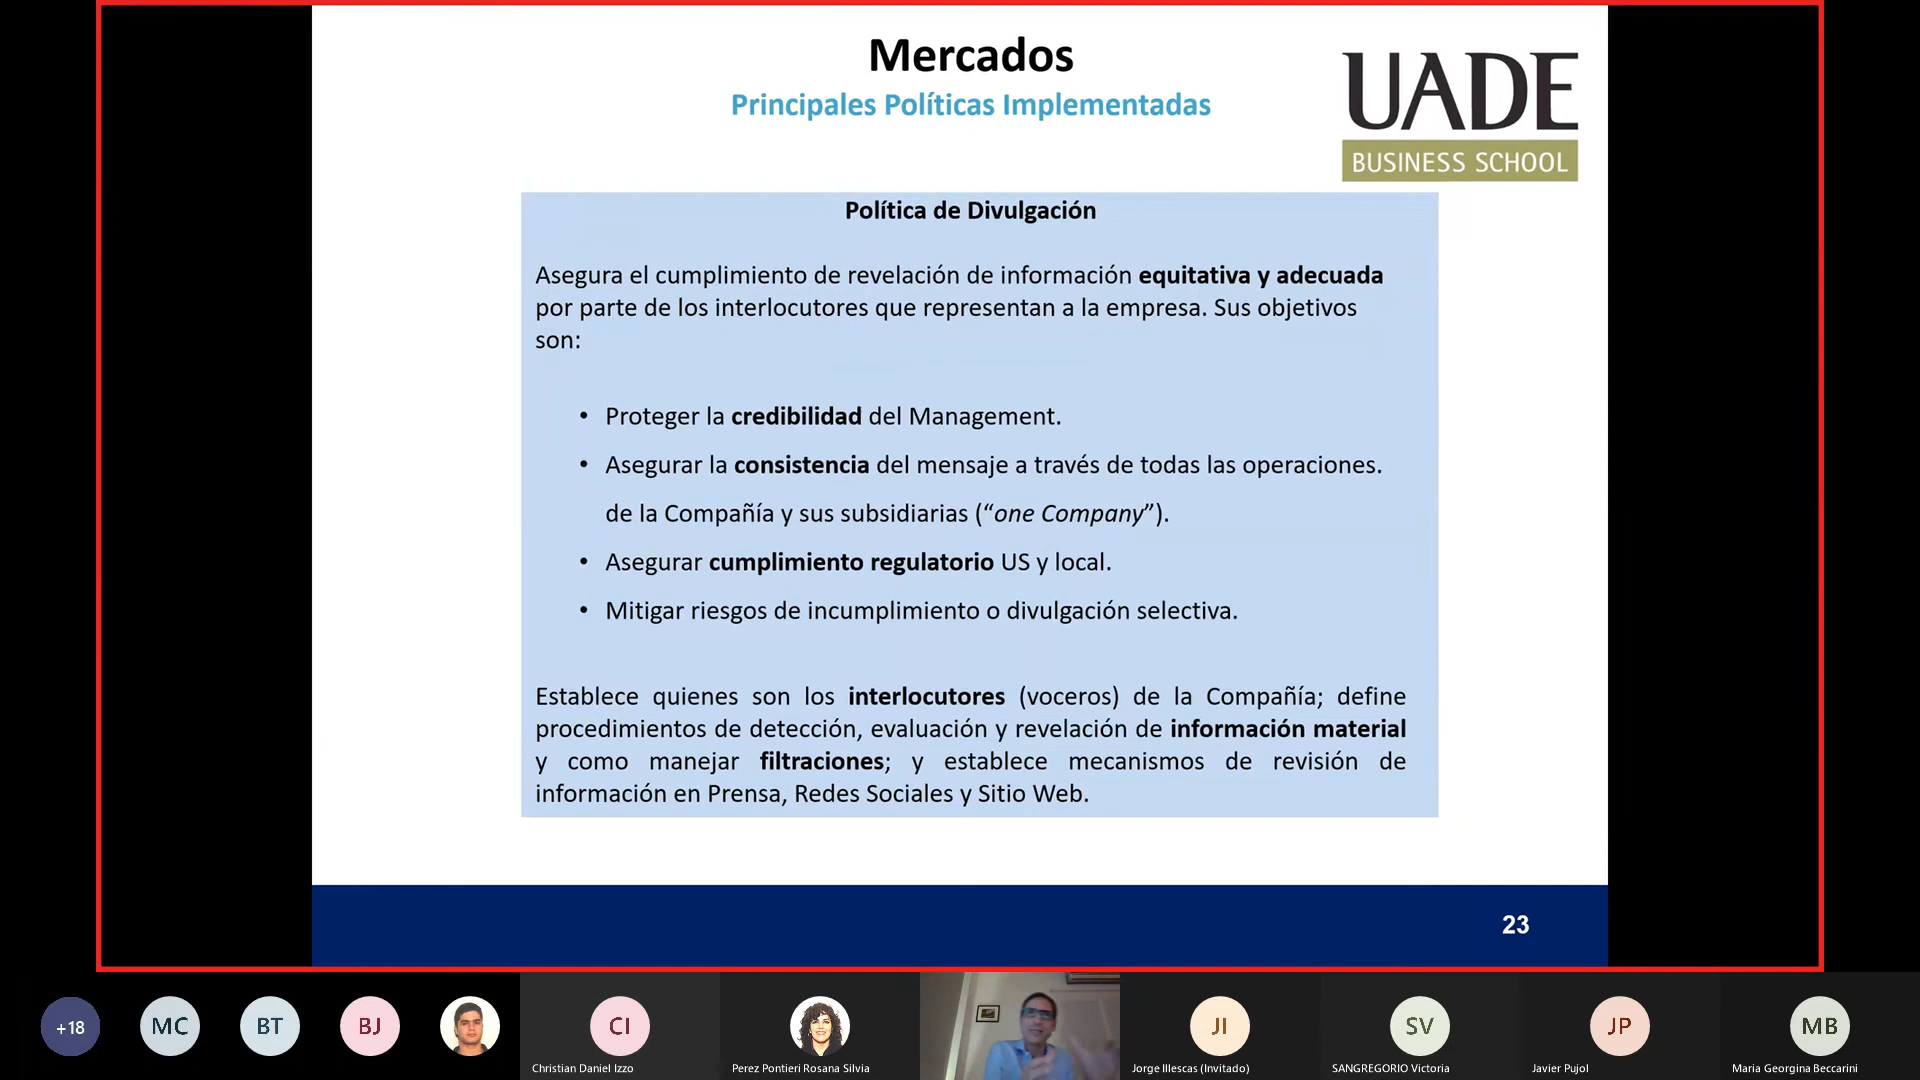 Mercados
Principales Políticas Implementadas
UADE
BUSINESS SCHOOL
Política de Divulgación
Asegura el cumplimiento de revelación de información equitativa y adecuada
por parte de los interlocutores que representan a la empresa. Sus objetivos
son:
• Proteger la credibilidad del Management.
• Asegurar la consistencia del mensaje a través de todas las operaciones.
de la Compañía y sus subsidiarias (“one Company”).
• Asegurar cumplimiento regulatorio US y local.
• Mitigar riesgos de incumplimiento o divulgación selectiva.
Establece quienes son los interlocutores (voceros) de la Compañía; define
procedimientos de detección, evaluación y revelación de información material
y como manejar filtraciones; y establece mecanismos de revisión de
información en Prensa, Redes Sociales y Sitio Web.
23
+18
MC
BT
BJ
CI
JI
SV
JP
MB
Christian Daniel Izzo
Perez Pontieri Rosana Silvia
Jorge Illescas (Invitado)
SANGREGORIO Victoria
Javier Pujol
Maria Georgina Beccarini